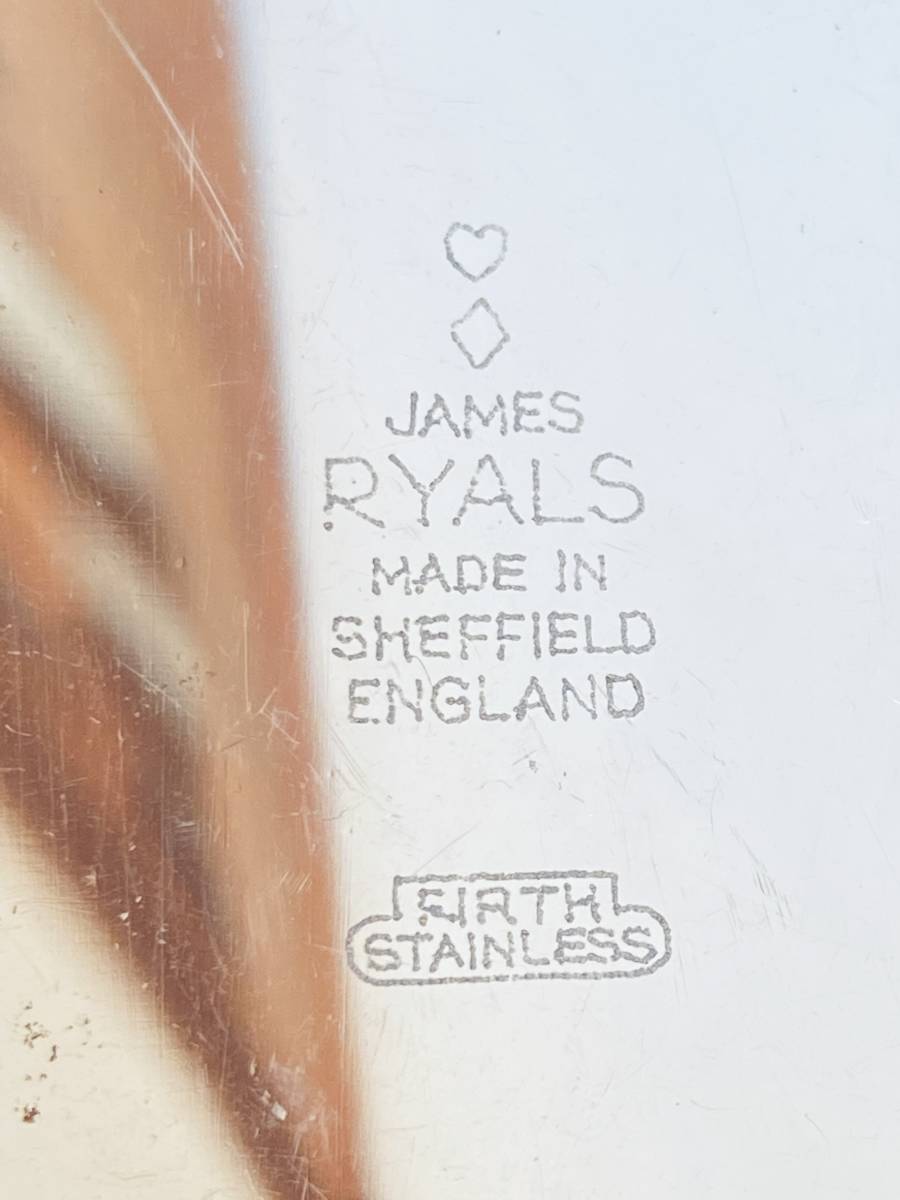 JAMES
RYALS
MADE IN
SHEFFIELD
ENGLAND
FIRTH
STAINLESS